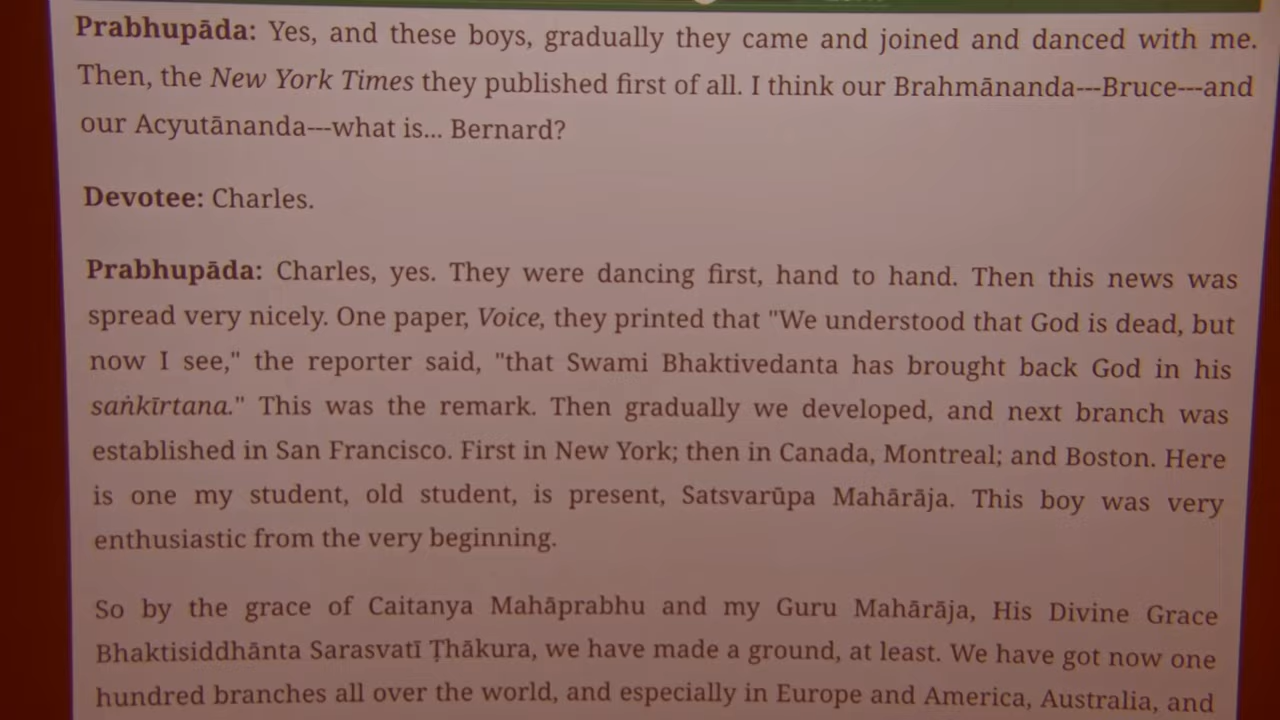 Prabhupāda: Yes, and these boys, gradually they came and joined and danced with me.
Then, the New York Times they published first of all. I think our Brahmānanda---Bruce---and
our Acyutānanda---what is... Bernard?
Devotee: Charles.
Prabhupāda: Charles, yes. They were dancing first, hand to hand. Then this news was
spread very nicely. One paper, Voice, they printed that "We understood that God is dead, but
now I see," the reporter said, "that Swami Bhaktivedanta has brought back God in his
saṅkīrtana." This was the remark. Then gradually we developed, and next branch was
established in San Francisco. First in New York; then in Canada, Montreal; and Boston. Here
is one my student, old student, is present, Satsvarūpa Mahārāja. This boy was very
enthusiastic from the very beginning.
So by the grace of Caitanya Mahāprabhu and my Guru Mahārāja, His Divine Grace
Bhaktisiddhānta Sarasvatī Ṭhākura, we have made a ground, at least. We have got now one
hundred branches all over the world, and especially in Europe and America, Australia, and